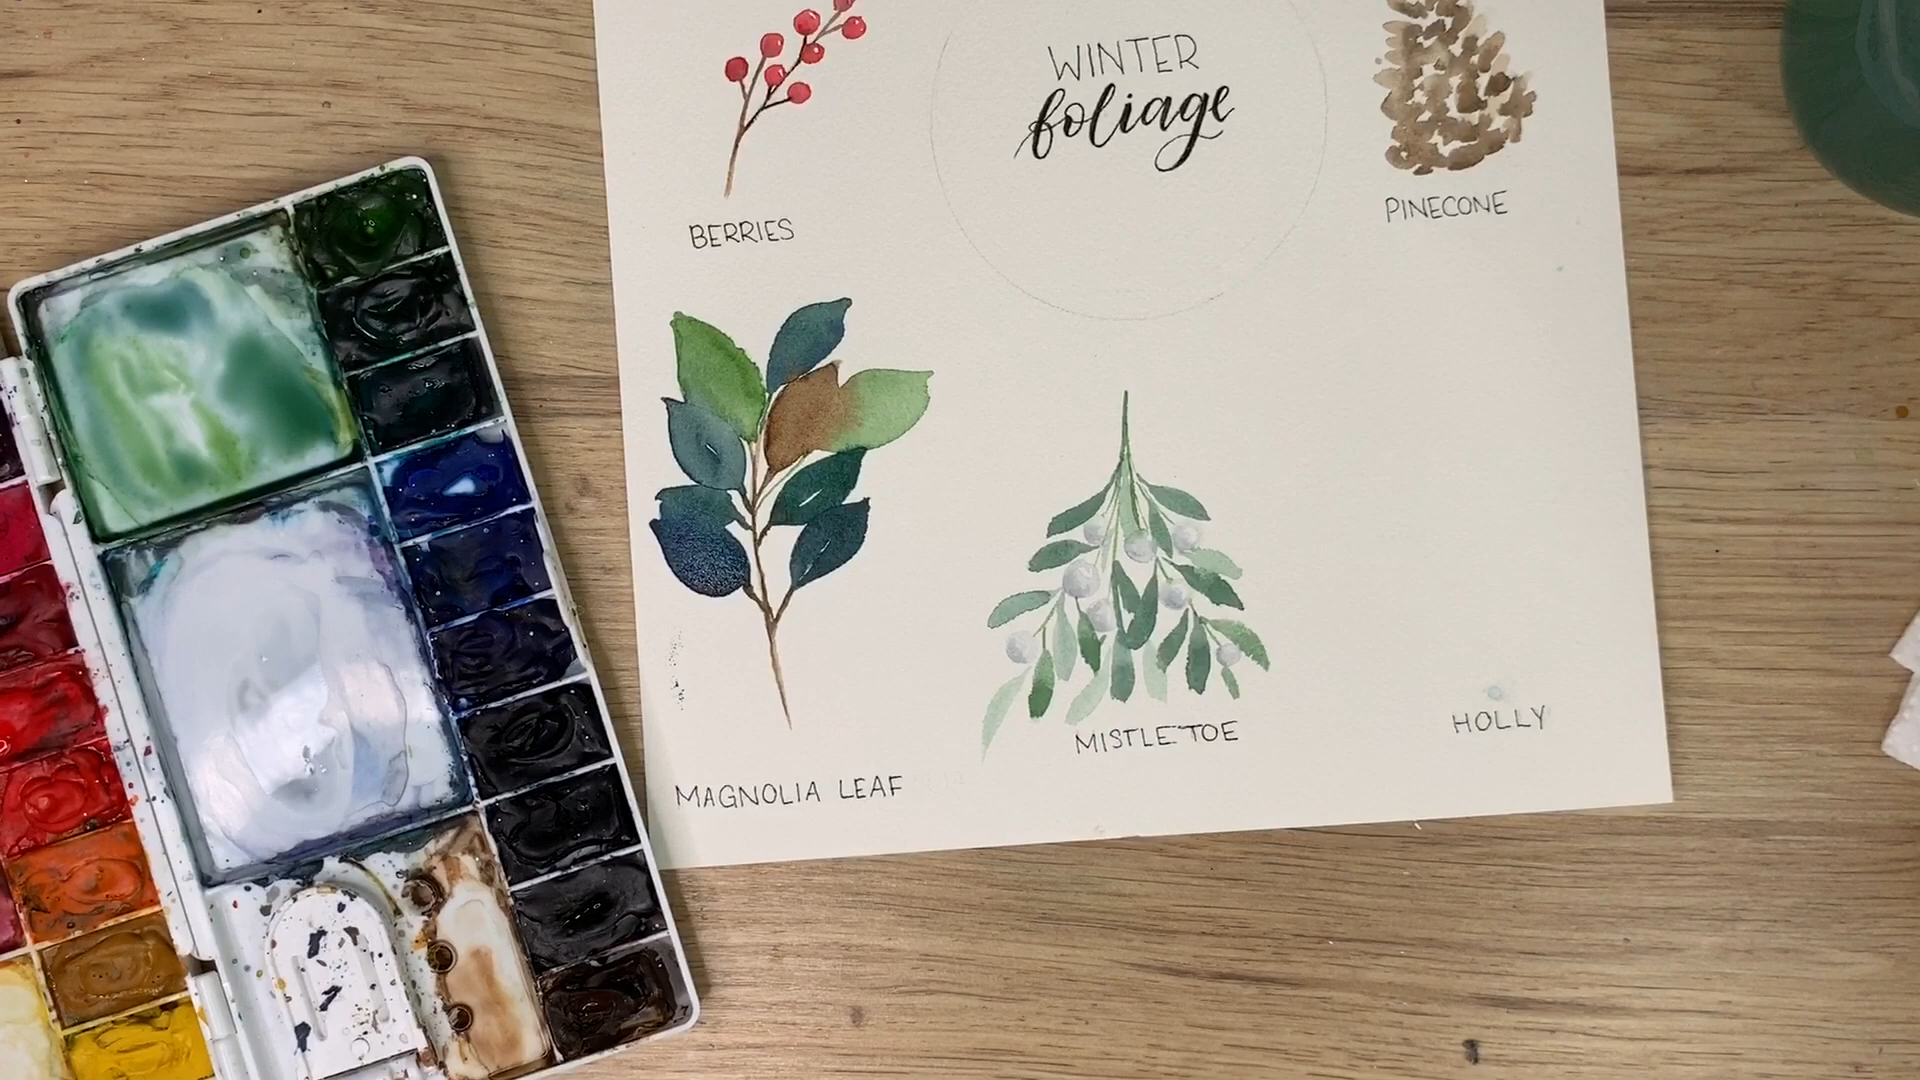 WINTER
foliage
BERRIES
PINECONE
MAGNOLIA LEAF
MISTLETOE
HOLLY